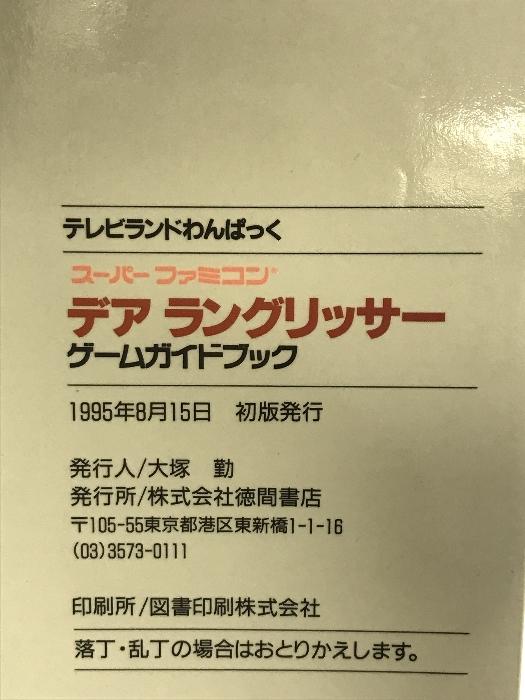 テレビランドわんぱっく
スーパーファミコン®
デア ラングリッサー
ゲームガイドブック
1995年8月15日 初版発行
発行人/大塚 勤
発行所/株式会社徳間書店
〒105-55東京都港区東新橋1-1-16
(03)3573-0111
印刷所/図書印刷株式会社
落丁・乱丁の場合はおとりかえします。